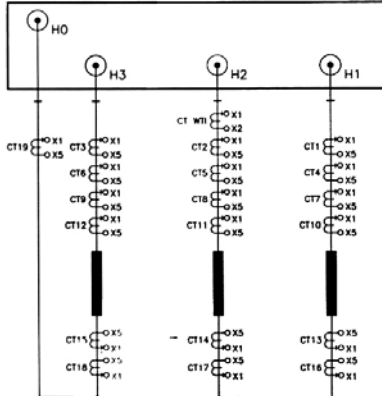 H0
H3 H2 H1
CT WTI X1
X2
CT19 X1 CT3 X1 CT2 X1 CT1 X1
X5 X5 X5 X5
CT6 X1 CT5 X1 CT4 X1
X5 X5 X5
CT9 X1 CT8 X1 CT7 X1
X5 X5 X5
CT12 X1 CT11 X1 CT10 X1
X5 X5 X5
CT15 X5 CT14 X5 CT13 X5
X1 X1 X1
CT18 X5 CT17 X5 CT16 X5
X1 X1 X1